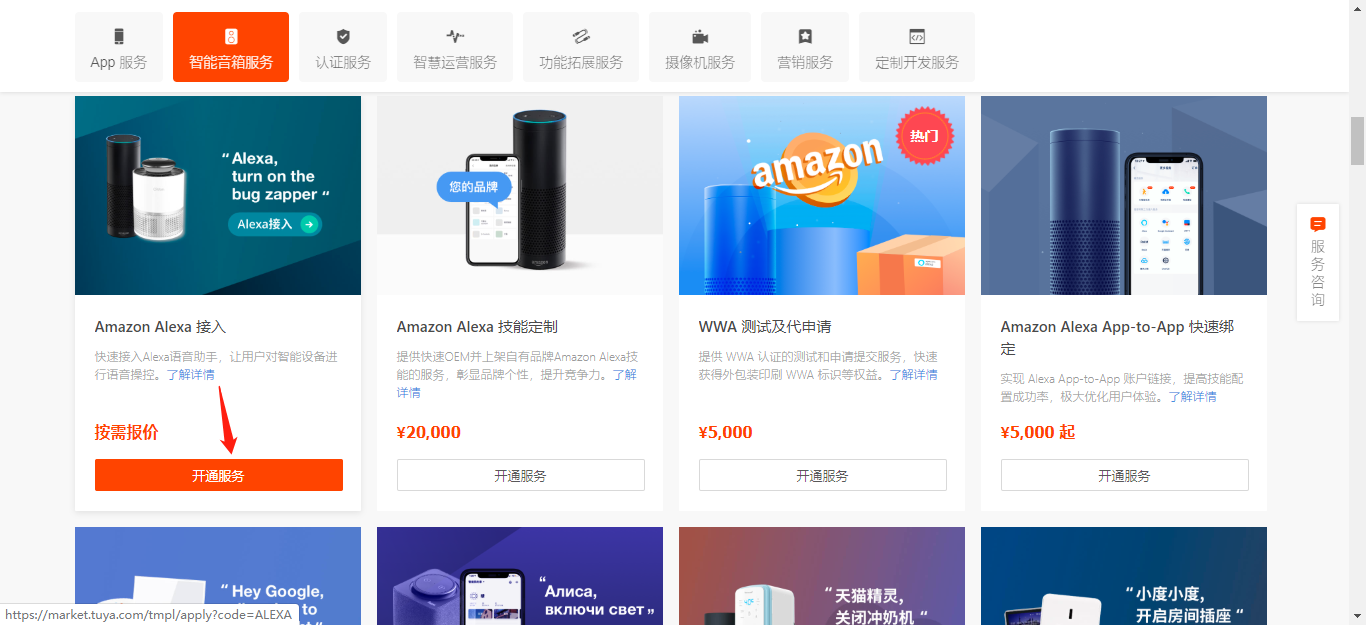 App 服务
智能音箱服务
认证服务
智慧运营服务
功能拓展服务
摄像机服务
营销服务
定制开发服务
“ Alexa,
turn on the
bug zapper “
Alexa接入
您的品牌
amazon
热门
Amazon Alexa 接入
快速接入Alexa语音助手，让用户对智能设备进
行语音操控。了解详情
按需报价
开通服务
Amazon Alexa 技能定制
提供快速OEM并上架自有品牌Amazon Alexa技
能的服务，彰显品牌个性，提升竞争力。了解
详情
¥20,000
开通服务
WWA 测试及代申请
提供 WWA 认证的测试和申请提交服务，快速
获得外包装印刷 WWA 标识等权益。了解详情
¥5,000
开通服务
Amazon Alexa App-to-App 快速绑
定
实现 Alexa App-to-App 账户链接，提高技能配
置成功率，极大优化用户体验。了解详情
¥5,000 起
开通服务
服
务
咨
询
“ Hey Google,
to
“Алиса,
включи свет „
“ 天猫精灵，
关闭冲奶机 “
“ 小度小度，
开启房间插座 “
https://market.tuya.com/tmpl/apply?code=ALEXA